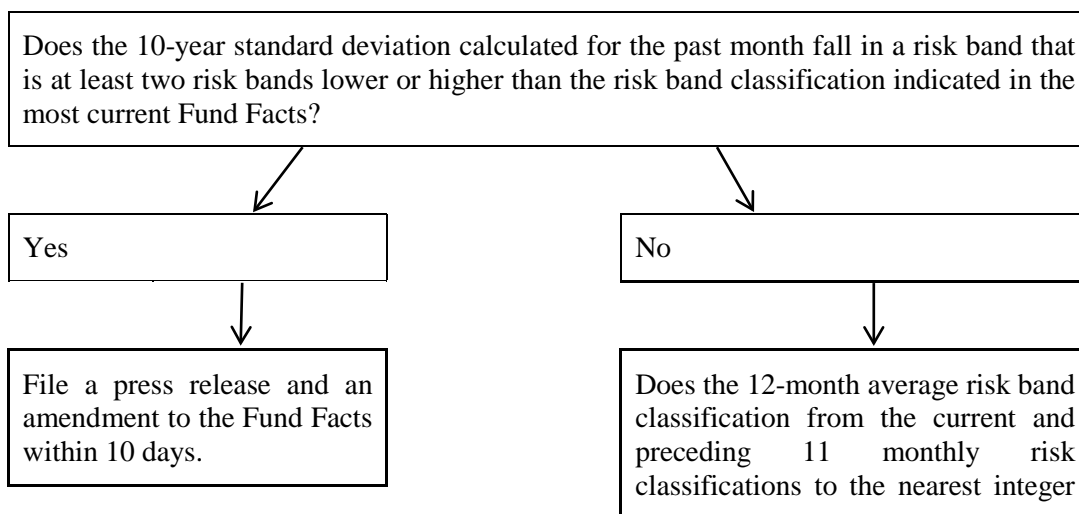 Does the 10-year standard deviation calculated for the past month fall in a risk band that
is at least two risk bands lower or higher than the risk band classification indicated in the
most current Fund Facts?
Yes
No
File a press release and an
amendment to the Fund Facts
within 10 days.
Does the 12-month average risk band
classification from the current and
preceding 11 monthly risk
classifications to the nearest integer